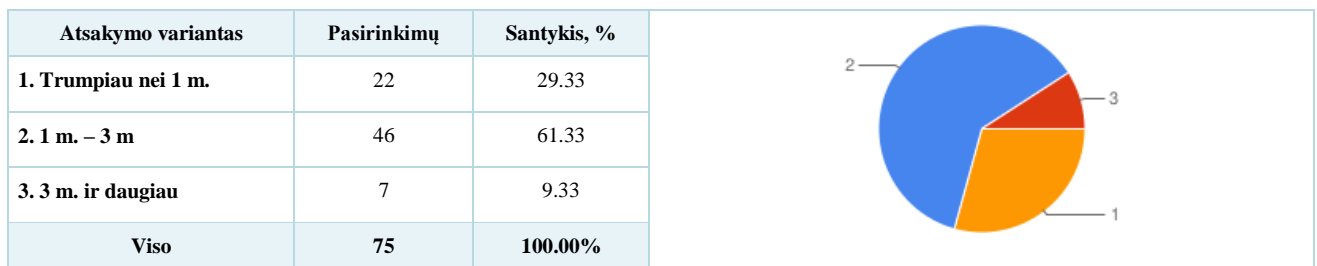 Atsakymo variantas Pasirinkimų Santykis, %
1. Trumpiau nei 1 m. 22 29.33
2. 1 m. – 3 m 46 61.33
3. 3 m. ir daugiau 7 9.33
Viso 75 100.00%
2
3
1